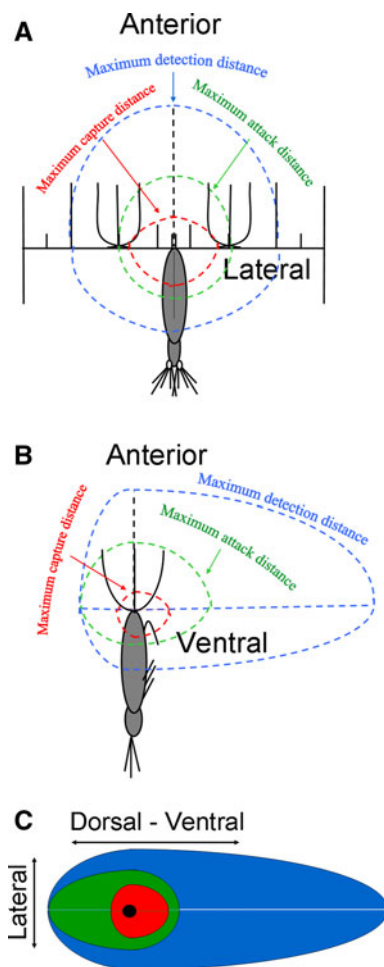 A
Anterior
Maximum detection distance
Maximum capture distance
Maximum attack distance
Lateral
B
Anterior
Maximum detection distance
Maximum capture distance
Maximum attack distance
Ventral
C
Dorsal - Ventral
Lateral